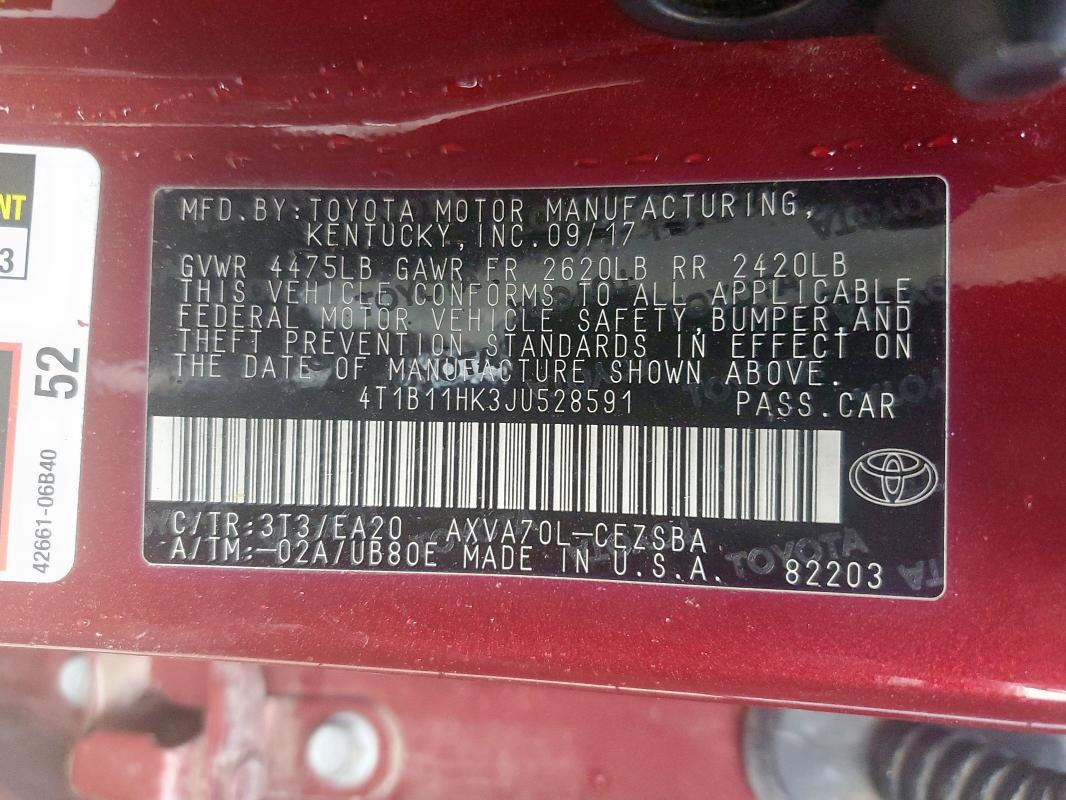 MFD.BY:TOYOTA MOTOR MANUFACTURING,
KENTUCKY,INC.09/17
GVWR 4475LB GAWR FR 2620LB RR 2420LB
THIS VEHICLE CONFORMS TO ALL APPLICABLE
FEDERAL MOTOR VEHICLE SAFETY,BUMPER,AND
THEFT PREVENTION STANDARDS IN EFFECT ON
THE DATE OF MANUFACTURE SHOWN ABOVE.
4T1B11HK3JU528591 PASS.CAR
C/TR:3T3/EA20 AXVA70L-CEZSBA
A/TM:-02A/UB80E MADE IN U.S.A. 82203
NT
3
52
42661-06B40